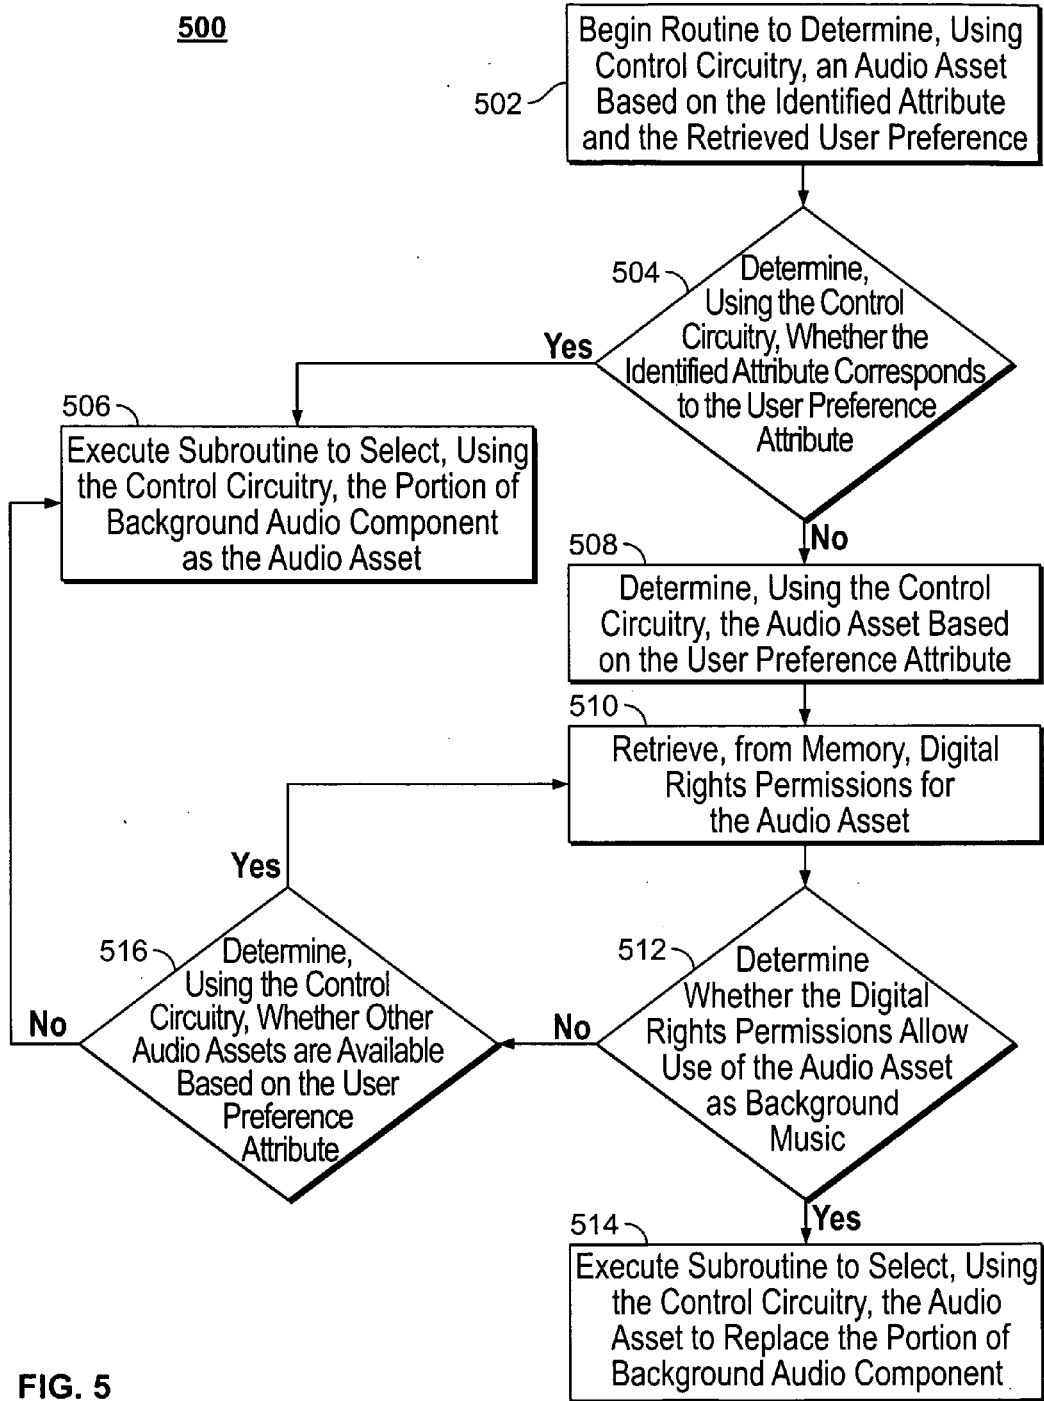 500
Begin Routine to Determine, Using
Control Circuitry, an Audio Asset
Based on the Identified Attribute
and the Retrieved User Preference
502
504
Determine,
Using the Control
Circuitry, Whether the
Identified Attribute Corresponds
to the User Preference
Attribute
Yes
No
506
Execute Subroutine to Select, Using
the Control Circuitry, the Portion of
Background Audio Component
as the Audio Asset
508
Determine, Using the Control
Circuitry, the Audio Asset Based
on the User Preference Attribute
510
Retrieve, from Memory, Digital
Rights Permissions for
the Audio Asset
512
Determine
Whether the Digital
Rights Permissions Allow
Use of the Audio Asset
as Background
Music
No
Yes
516
Determine,
Using the Control
Circuitry, Whether Other
Audio Assets are Available
Based on the User
Preference
Attribute
Yes
No
514
Execute Subroutine to Select, Using
the Control Circuitry, the Audio
Asset to Replace the Portion of
Background Audio Component
FIG. 5